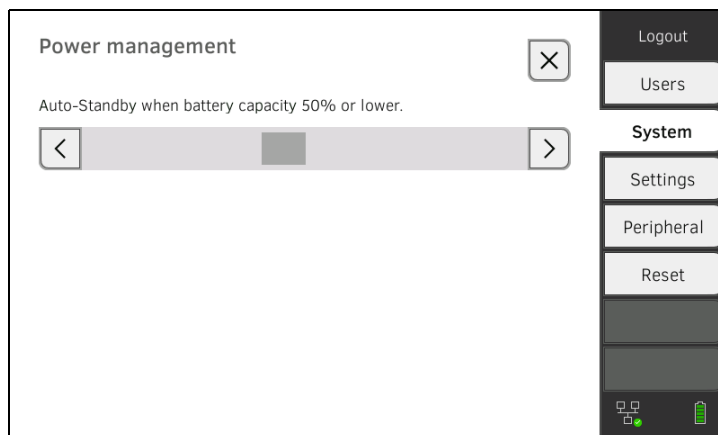 Power management
Auto-Standby when battery capacity 50% or lower.
Logout
Users
System
Settings
Peripheral
Reset